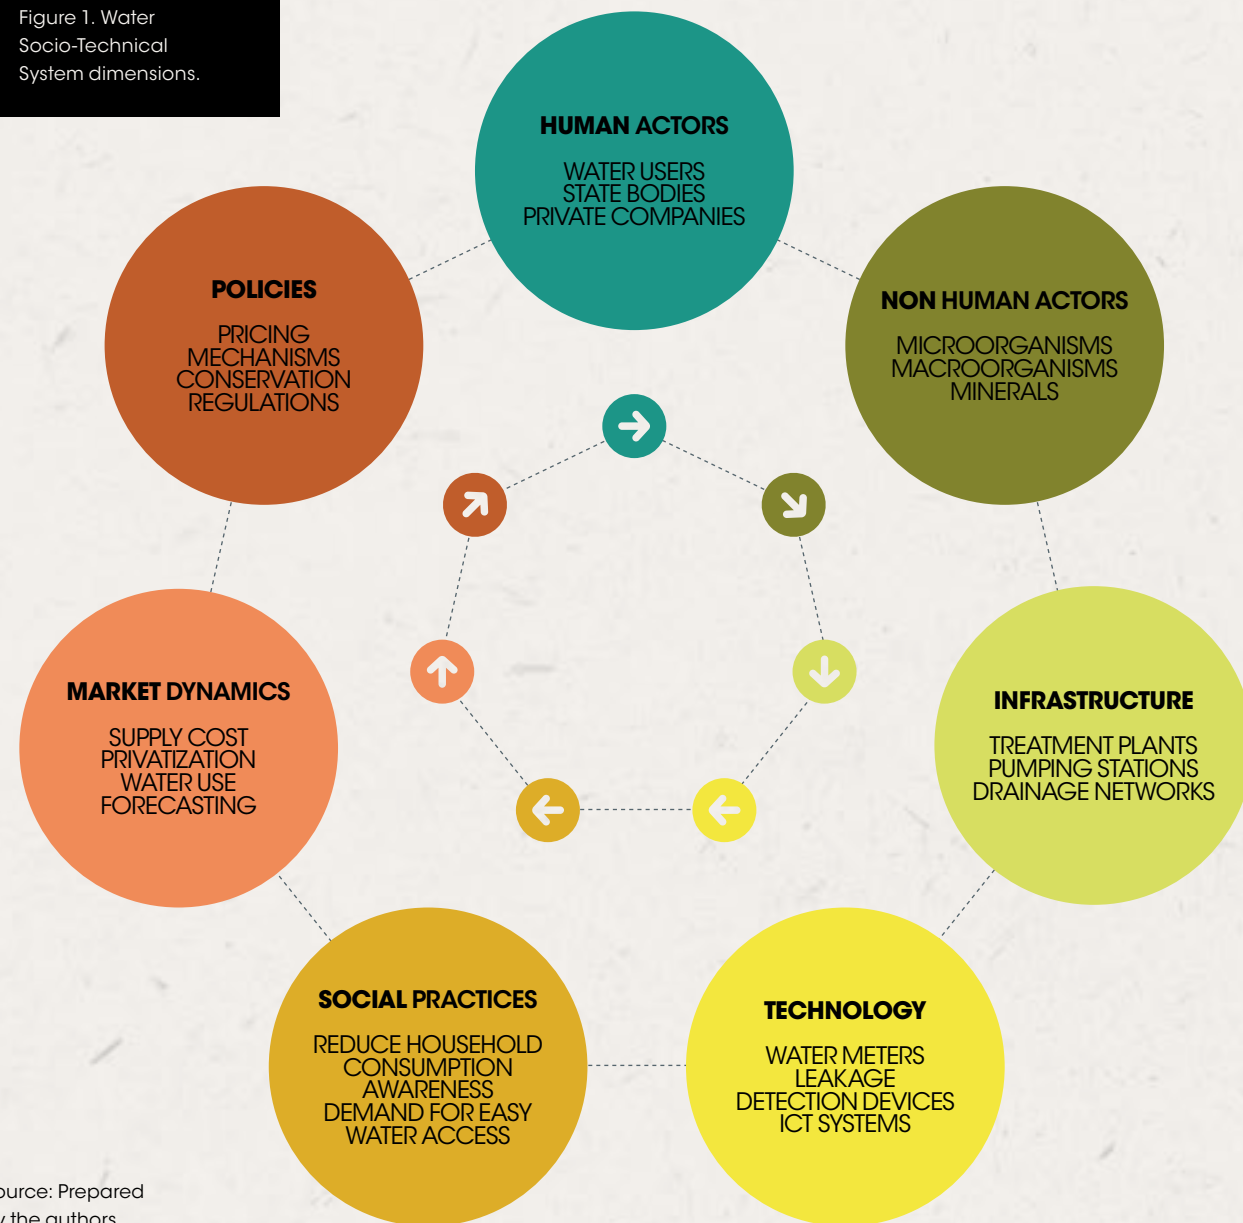 Figure 1. Water
Socio-Technical
System dimensions.
HUMAN ACTORS
WATER USERS
STATE BODIES
PRIVATE COMPANIES
POLICIES
PRICING
MECHANISMS
CONSERVATION
REGULATIONS
NON HUMAN ACTORS
MICROORGANISMS
MACROORGANISMS
MINERALS
MARKET DYNAMICS
SUPPLY COST
PRIVATIZATION
WATER USE
FORECASTING
INFRASTRUCTURE
TREATMENT PLANTS
PUMPING STATIONS
DRAINAGE NETWORKS
SOCIAL PRACTICES
REDUCE HOUSEHOLD
CONSUMPTION
AWARENESS
DEMAND FOR EASY
WATER ACCESS
TECHNOLOGY
WATER METERS
LEAKAGE
DETECTION DEVICES
ICT SYSTEMS
ource: Prepared
y the authors